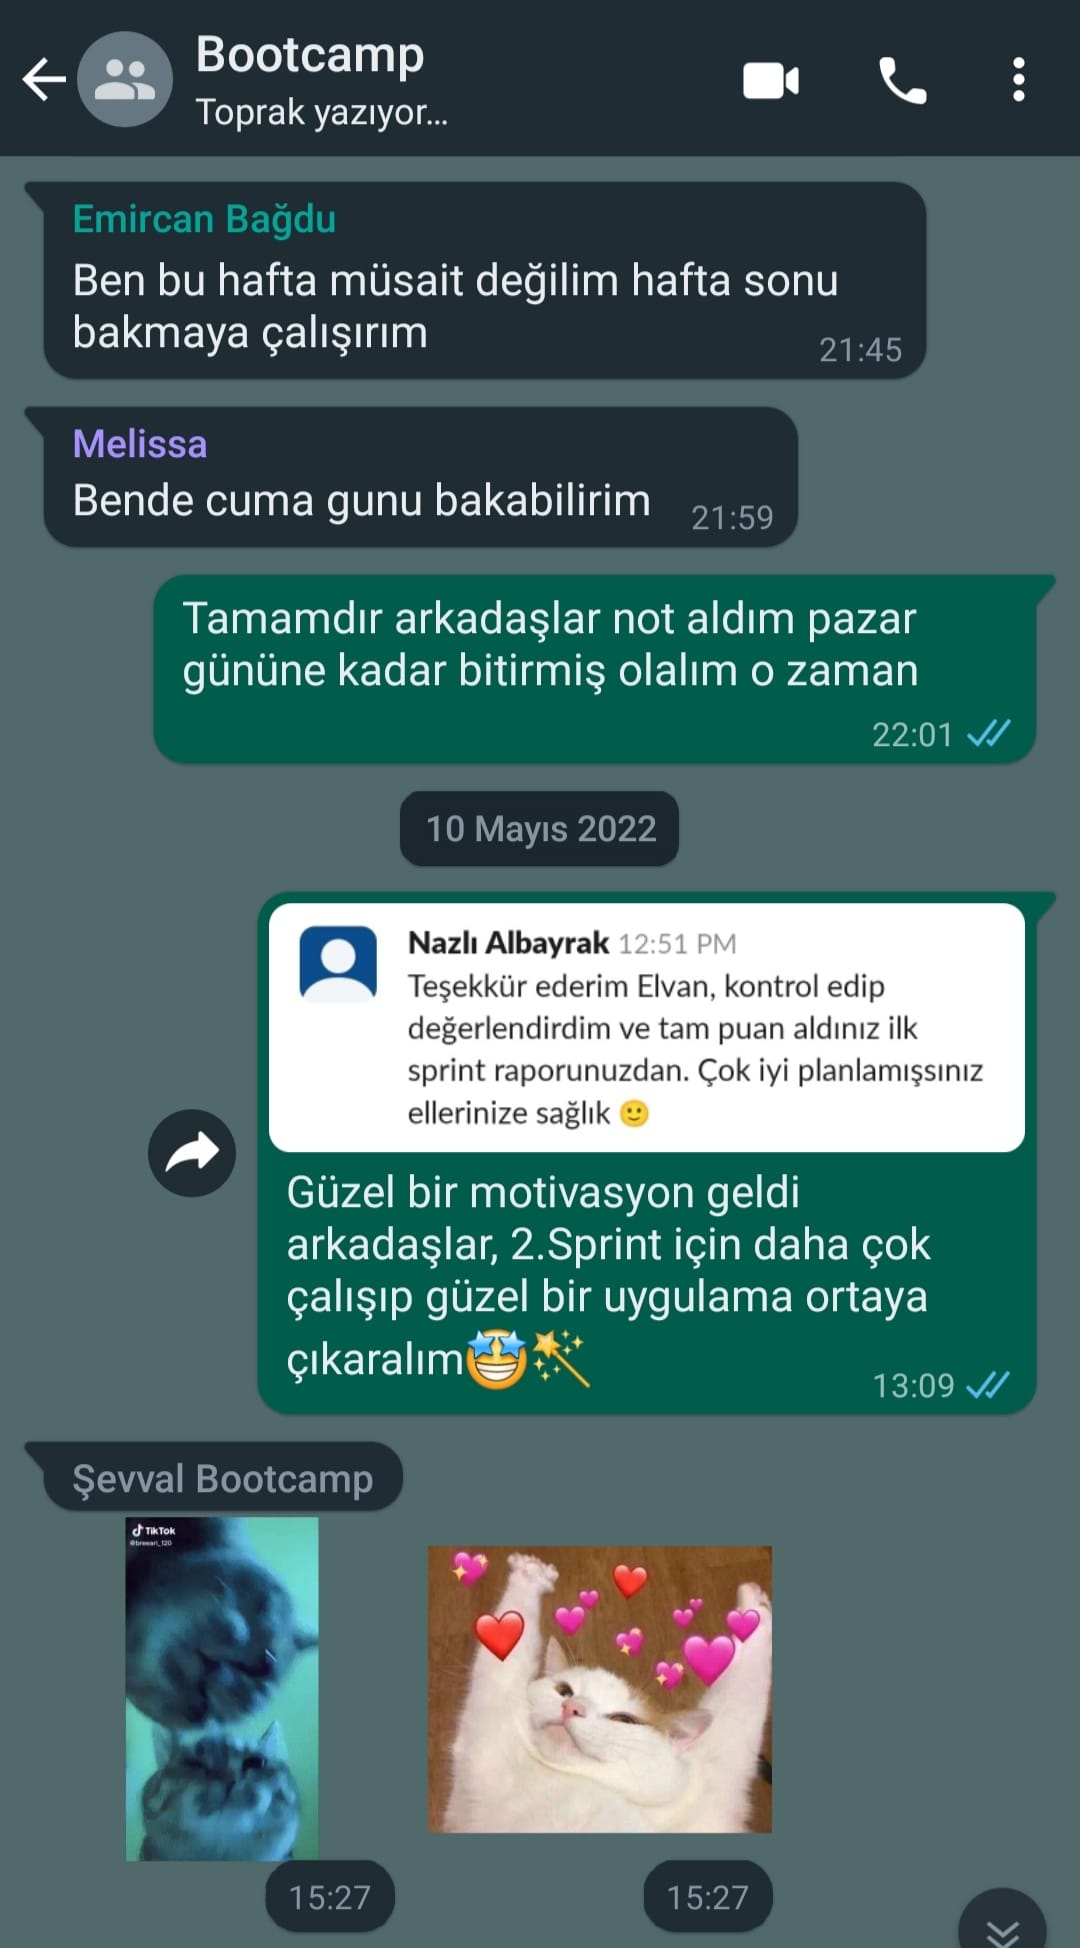 Bootcamp
Toprak yazıyor...
Emircan Bağdu
Ben bu hafta müsait değilim hafta sonu
bakmaya çalışırım
21:45
Melissa
Bende cuma gunu bakabilirim
21:59
Tamamdır arkadaşlar not aldım pazar
gününe kadar bitirmiş olalım o zaman
22:01
10 Mayıs 2022
Nazlı Albayrak 12:51 PM
Teşekkür ederim Elvan, kontrol edip
değerlendirdim ve tam puan aldınız ilk
sprint raporunuzdan. Çok iyi planlamışsınız
ellerinize sağlık 🙂
Güzel bir motivasyon geldi
arkadaşlar, 2.Sprint için daha çok
çalışıp güzel bir uygulama ortaya
çıkaralım🤩🪄
13:09
Şevval Bootcamp
TikTok
15:27
15:27